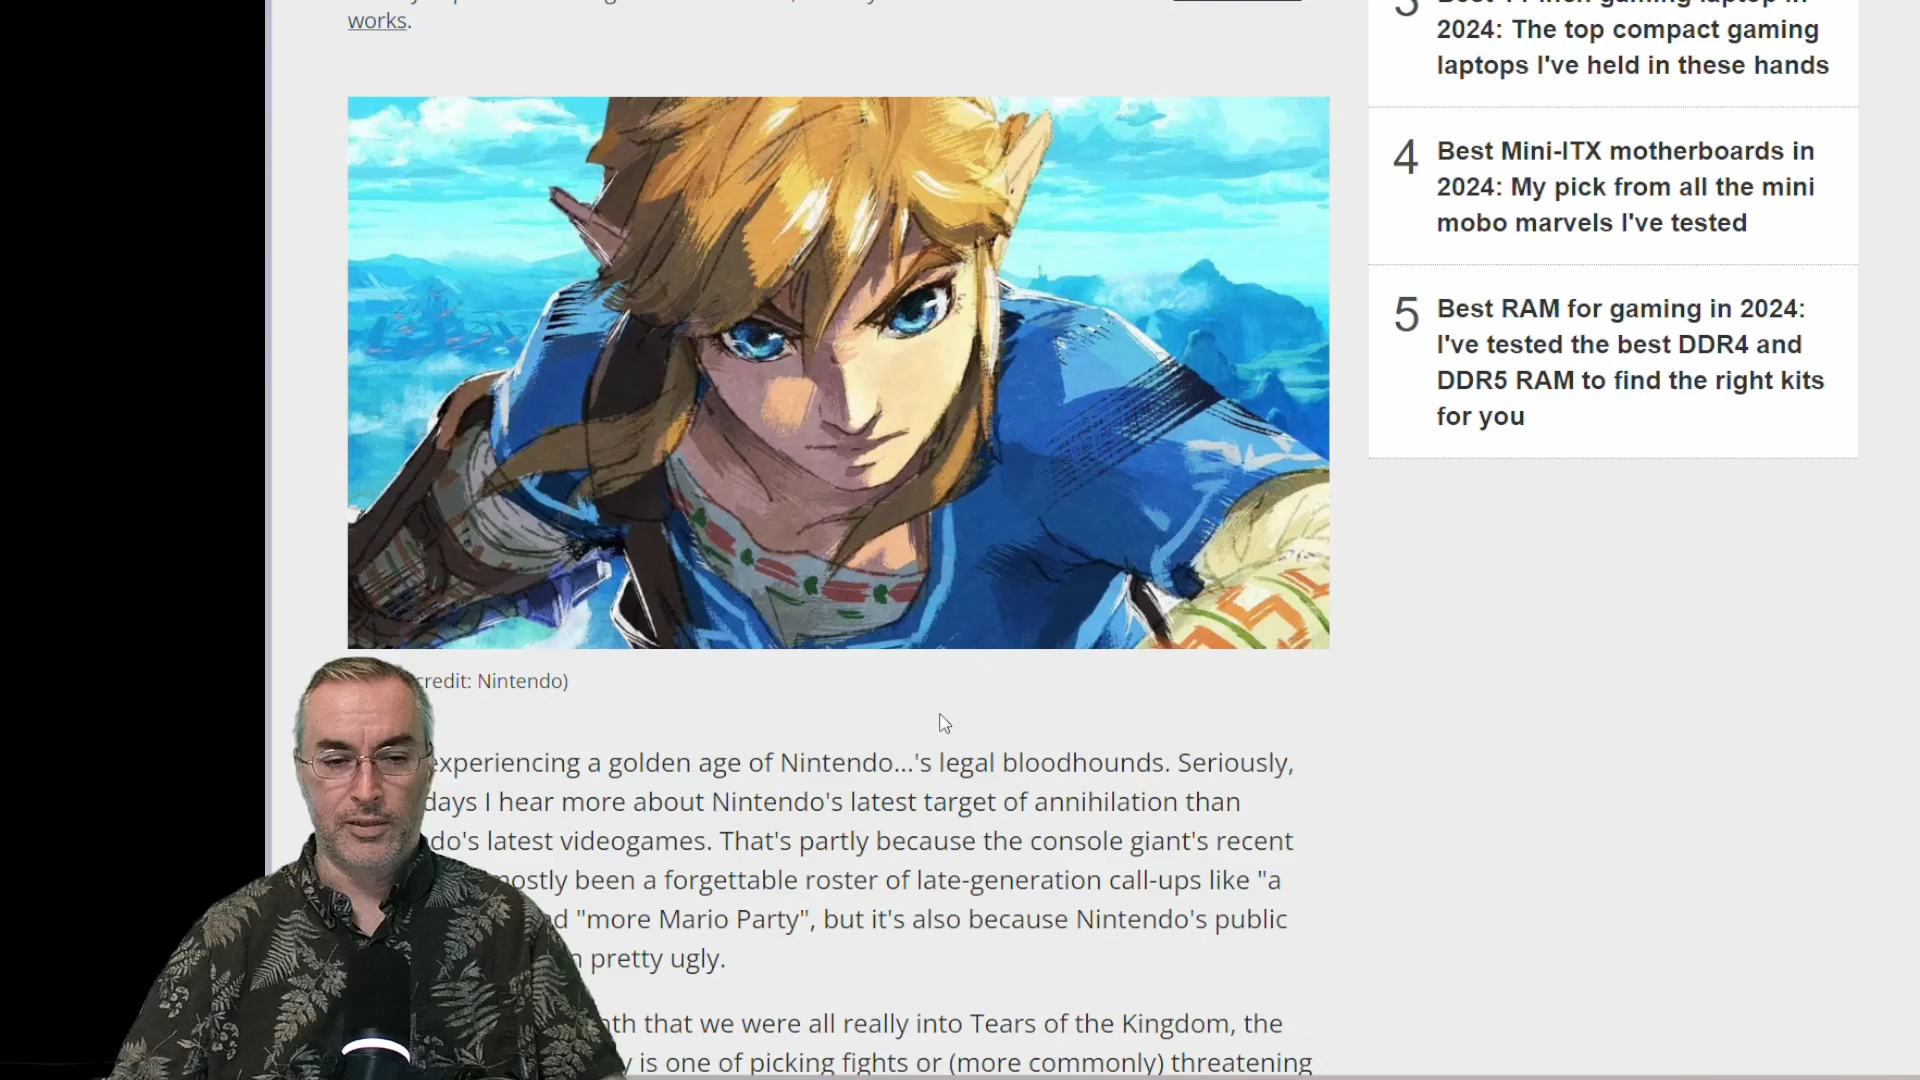 works.
2024: The top compact gaming
laptops I've held in these hands
4
Best Mini-ITX motherboards in
2024: My pick from all the mini
mobo marvels I've tested
5
Best RAM for gaming in 2024:
I've tested the best DDR4 and
DDR5 RAM to find the right kits
for you
credit: Nintendo)
experiencing a golden age of Nintendo...'s legal bloodhounds. Seriously,
days I hear more about Nintendo's latest target of annihilation than
do's latest videogames. That's partly because the console giant's recent
mostly been a forgettable roster of late-generation call-ups like "a
d "more Mario Party", but it's also because Nintendo's public
pretty ugly.
nth that we were all really into Tears of the Kingdom, the
y is one of picking fights or (more commonly) threatening